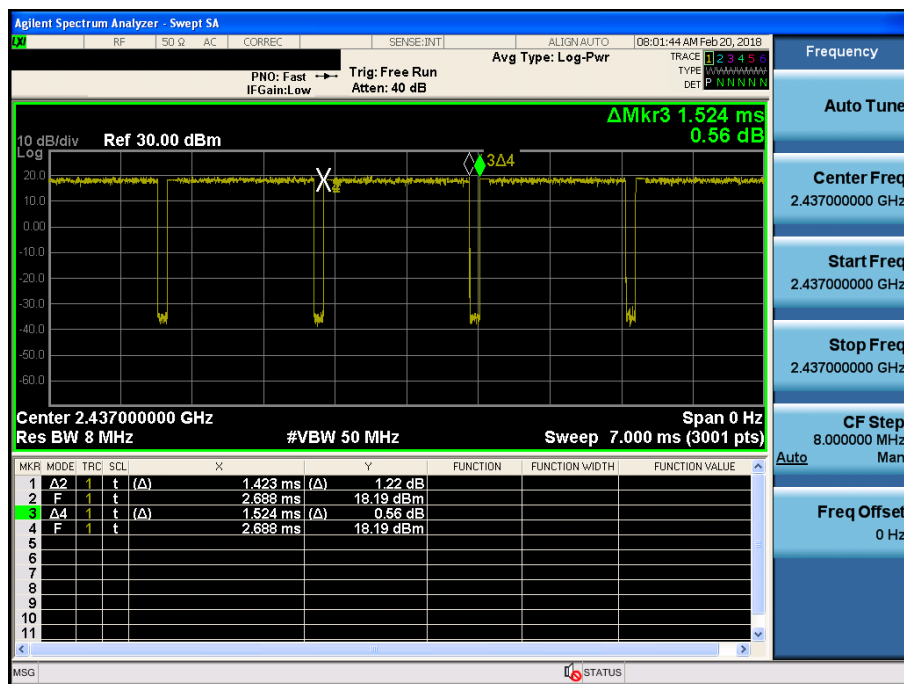 Agilent Spectrum Analyzer - Swept SA
LXI RF 50 Ω AC CORREC SENSE:INT ALIGN AUTO 08:01:44 AM Feb 20, 2018
Frequency
PNO: Fast
IFGain:Low
Trig: Free Run
Atten: 40 dB
Avg Type: Log-Pwr
TRACE 1 2 3 4 5 6
TYPE
DET P N N N N N
Auto Tune
ΔMkr3 1.524 ms
0.56 dB
10 dB/div Ref 30.00 dBm
Log
3Δ4
20.0
10.0
0.00
-10.0
-20.0
-30.0
-40.0
-50.0
-60.0
Center Freq
2.437000000 GHz
Start Freq
2.437000000 GHz
Stop Freq
2.437000000 GHz
Center 2.437000000 GHz Span 0 Hz
Res BW 8 MHz #VBW 50 MHz Sweep 7.000 ms (3001 pts)
CF Step
8.000000 MHz
Auto Man
MKR MODE TRC SCL X Y FUNCTION FUNCTION WIDTH FUNCTION VALUE
1 Δ2 1 t (Δ) 1.423 ms (Δ) 1.22 dB
2 F 1 t 2.688 ms 18.19 dBm
3 Δ4 1 t (Δ) 1.524 ms (Δ) 0.56 dB
4 F 1 t 2.688 ms 18.19 dBm
5
6
7
8
9
10
11
Freq Offset
0 Hz
MSG STATUS